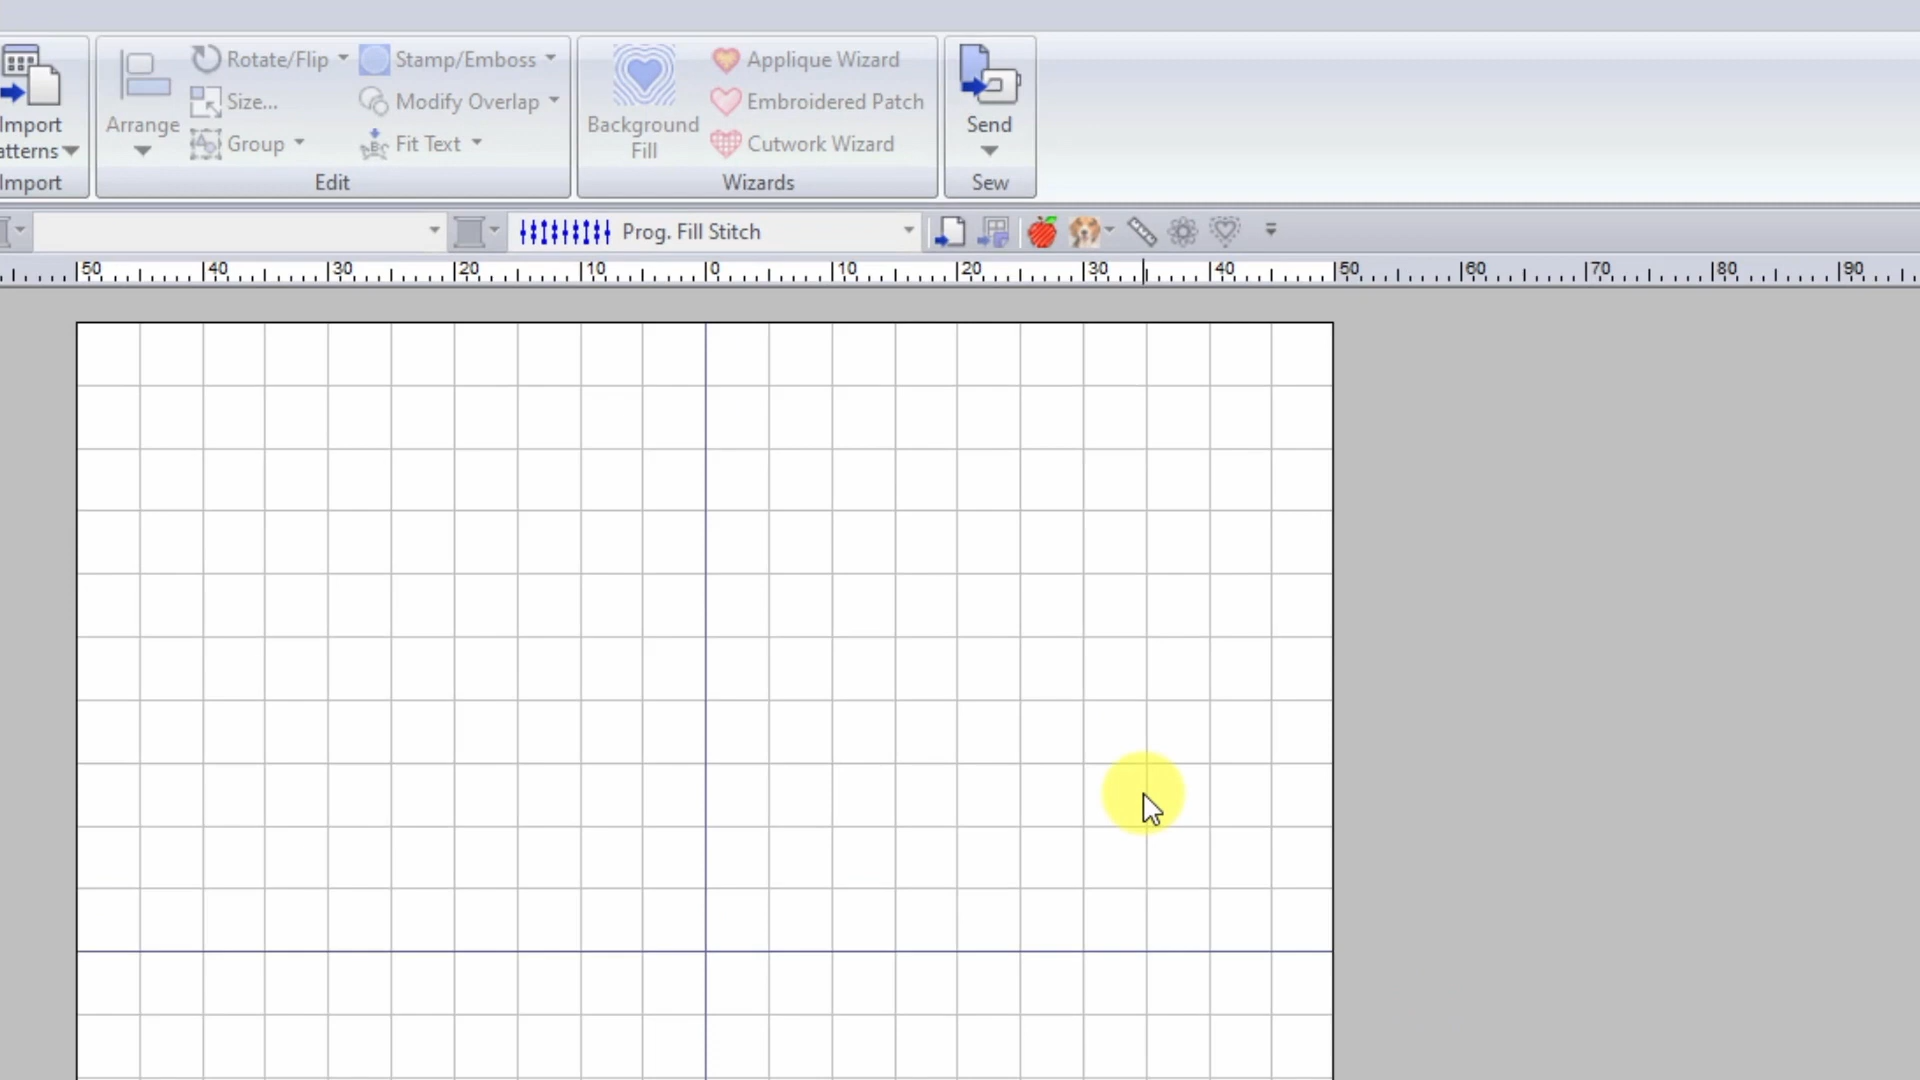 Import
atterns
Import
Arrange
Rotate/Flip
Size...
Group
Stamp/Emboss
Modify Overlap
Fit Text
Edit
Background
Fill
Applique Wizard
Embroidered Patch
Cutwork Wizard
Wizards
Send
Sew
Prog. Fill Stitch
50 40 30 20 10 0 10 20 30 40 50 60 70 80 90